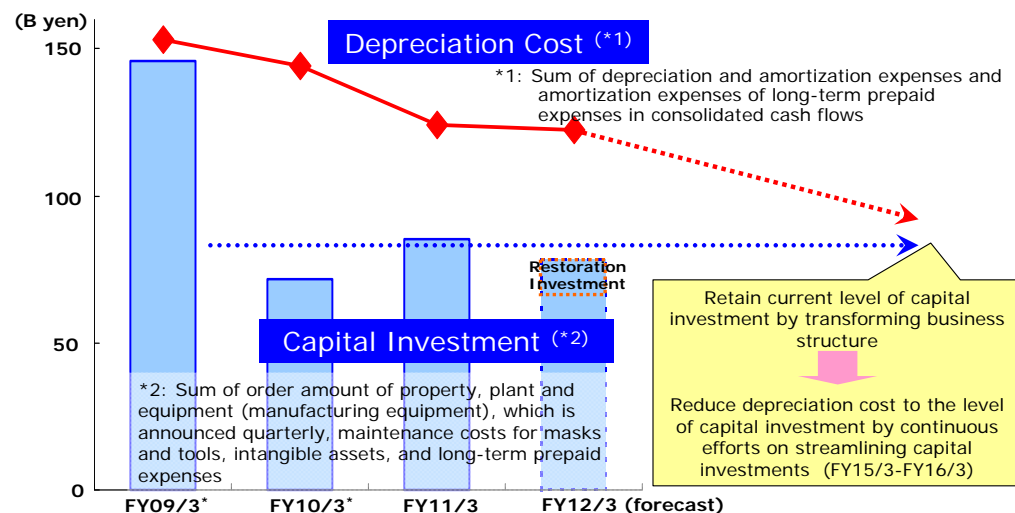 (B yen)
150
100
50
0
Depreciation Cost (*1)
*1: Sum of depreciation and amortization expenses and
amortization expenses of long-term prepaid
expenses in consolidated cash flows
Restoration
Investment
Capital Investment (*2)
*2: Sum of order amount of property, plant and
equipment (manufacturing equipment), which is
announced quarterly, maintenance costs for masks
and tools, intangible assets, and long-term prepaid
expenses
Retain current level of capital
investment by transforming business
structure
Reduce depreciation cost to the level
of capital investment by continuous
efforts on streamlining capital
investments (FY15/3-FY16/3)
FY09/3*
FY10/3*
FY11/3
FY12/3 (forecast)